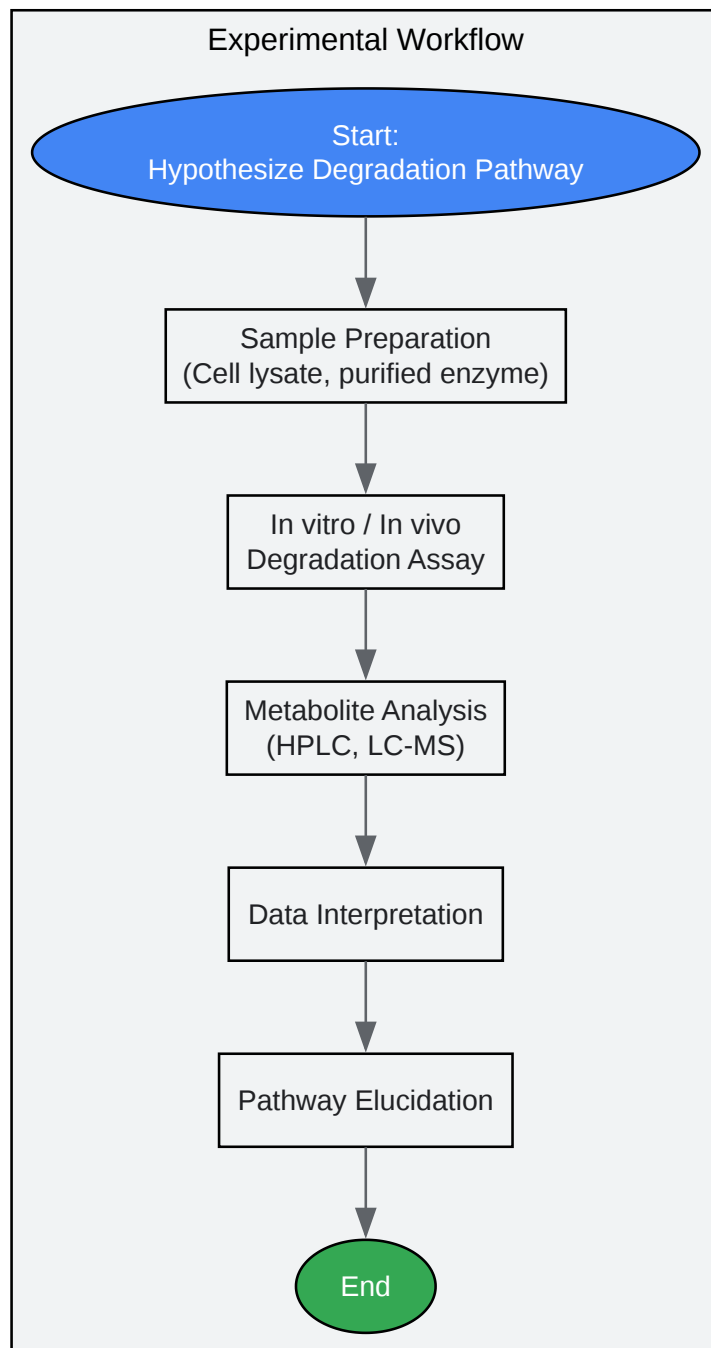 Experimental Workflow
Start:
Hypothesize Degradation Pathway
Sample Preparation
(Cell lysate, purified enzyme)
In vitro / In vivo
Degradation Assay
Metabolite Analysis
(HPLC, LC-MS)
Data Interpretation
Pathway Elucidation
End